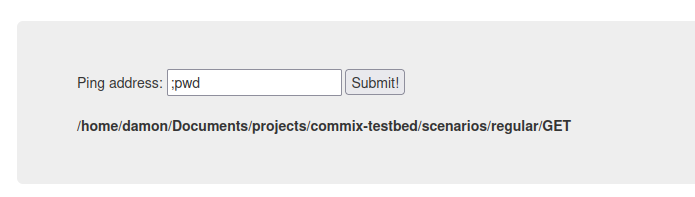 Ping address: ;pwd Submit!
/home/damon/Documents/projects/commix-testbed/scenarios/regular/GET